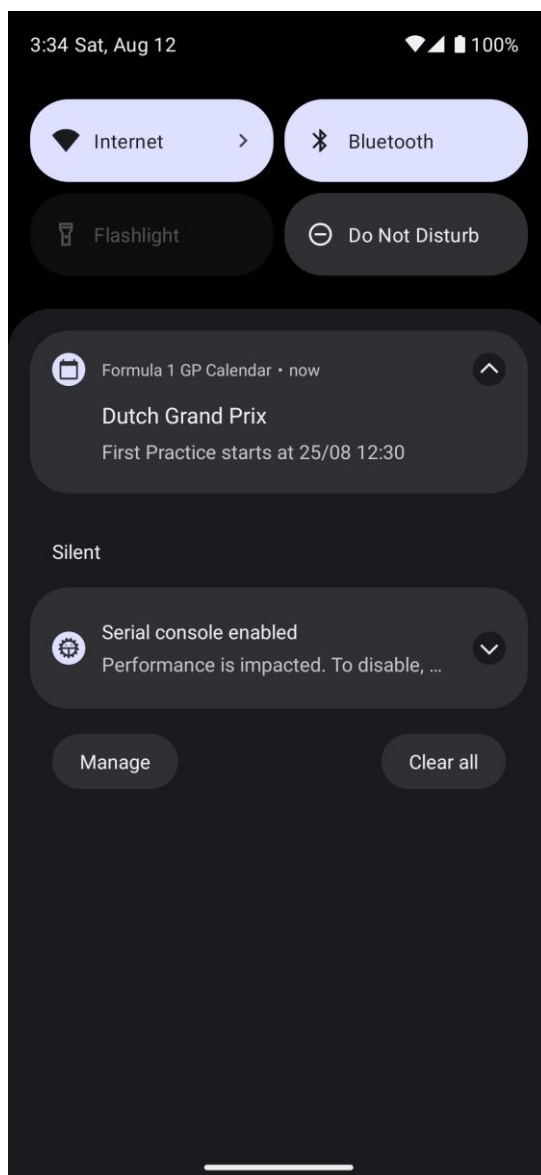 3:34 Sat, Aug 12 100%
Internet
Bluetooth
Flashlight
Do Not Disturb
Formula 1 GP Calendar • now
Dutch Grand Prix
First Practice starts at 25/08 12:30
Silent
Serial console enabled
Performance is impacted. To disable, ...
Manage
Clear all